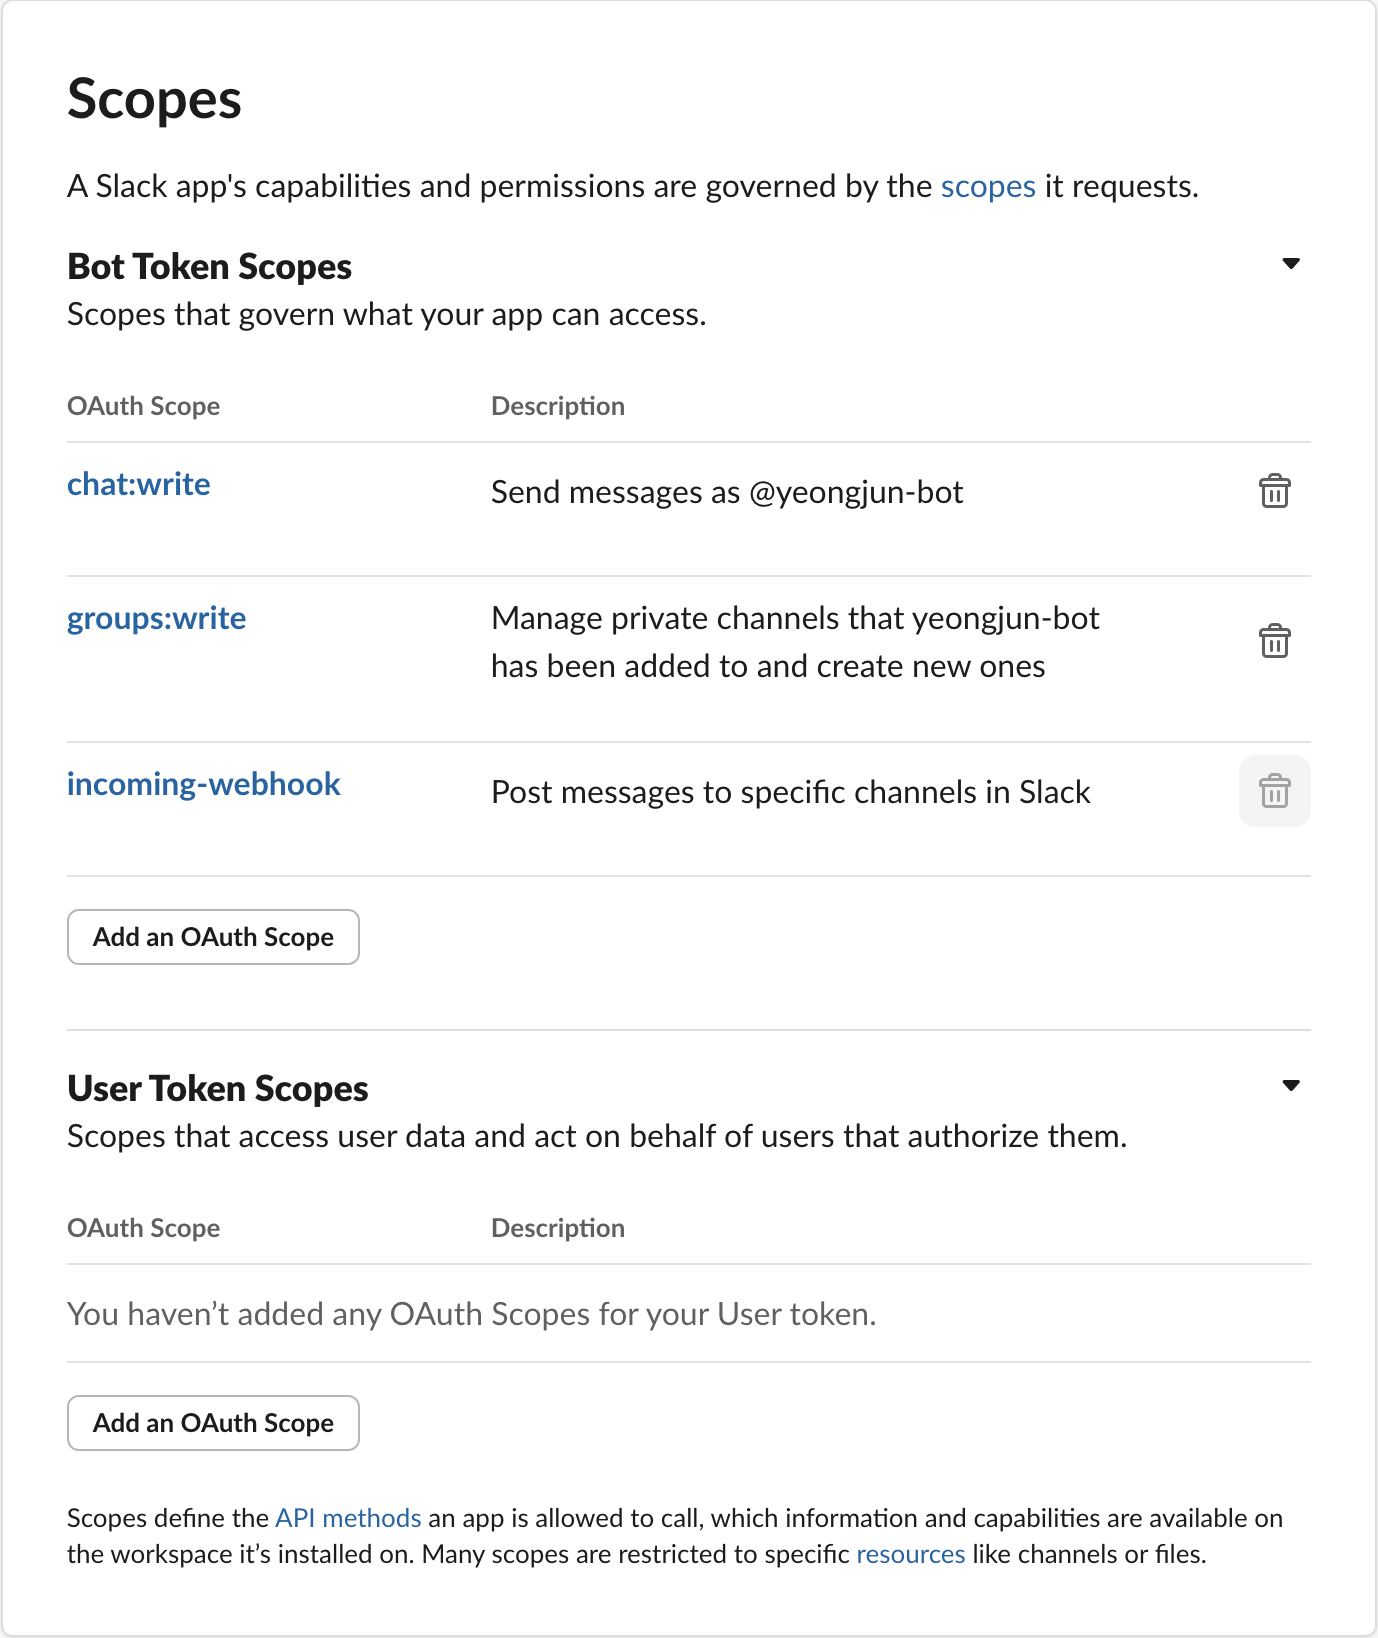 Scopes
A Slack app's capabilities and permissions are governed by the scopes it requests.
Bot Token Scopes
Scopes that govern what your app can access.
OAuth Scope Description
chat:write Send messages as @yeongjun-bot
groups:write Manage private channels that yeongjun-bot
has been added to and create new ones
incoming-webhook Post messages to specific channels in Slack
Add an OAuth Scope
User Token Scopes
Scopes that access user data and act on behalf of users that authorize them.
OAuth Scope Description
You haven’t added any OAuth Scopes for your User token.
Add an OAuth Scope
Scopes define the API methods an app is allowed to call, which information and capabilities are available on
the workspace it’s installed on. Many scopes are restricted to specific resources like channels or files.